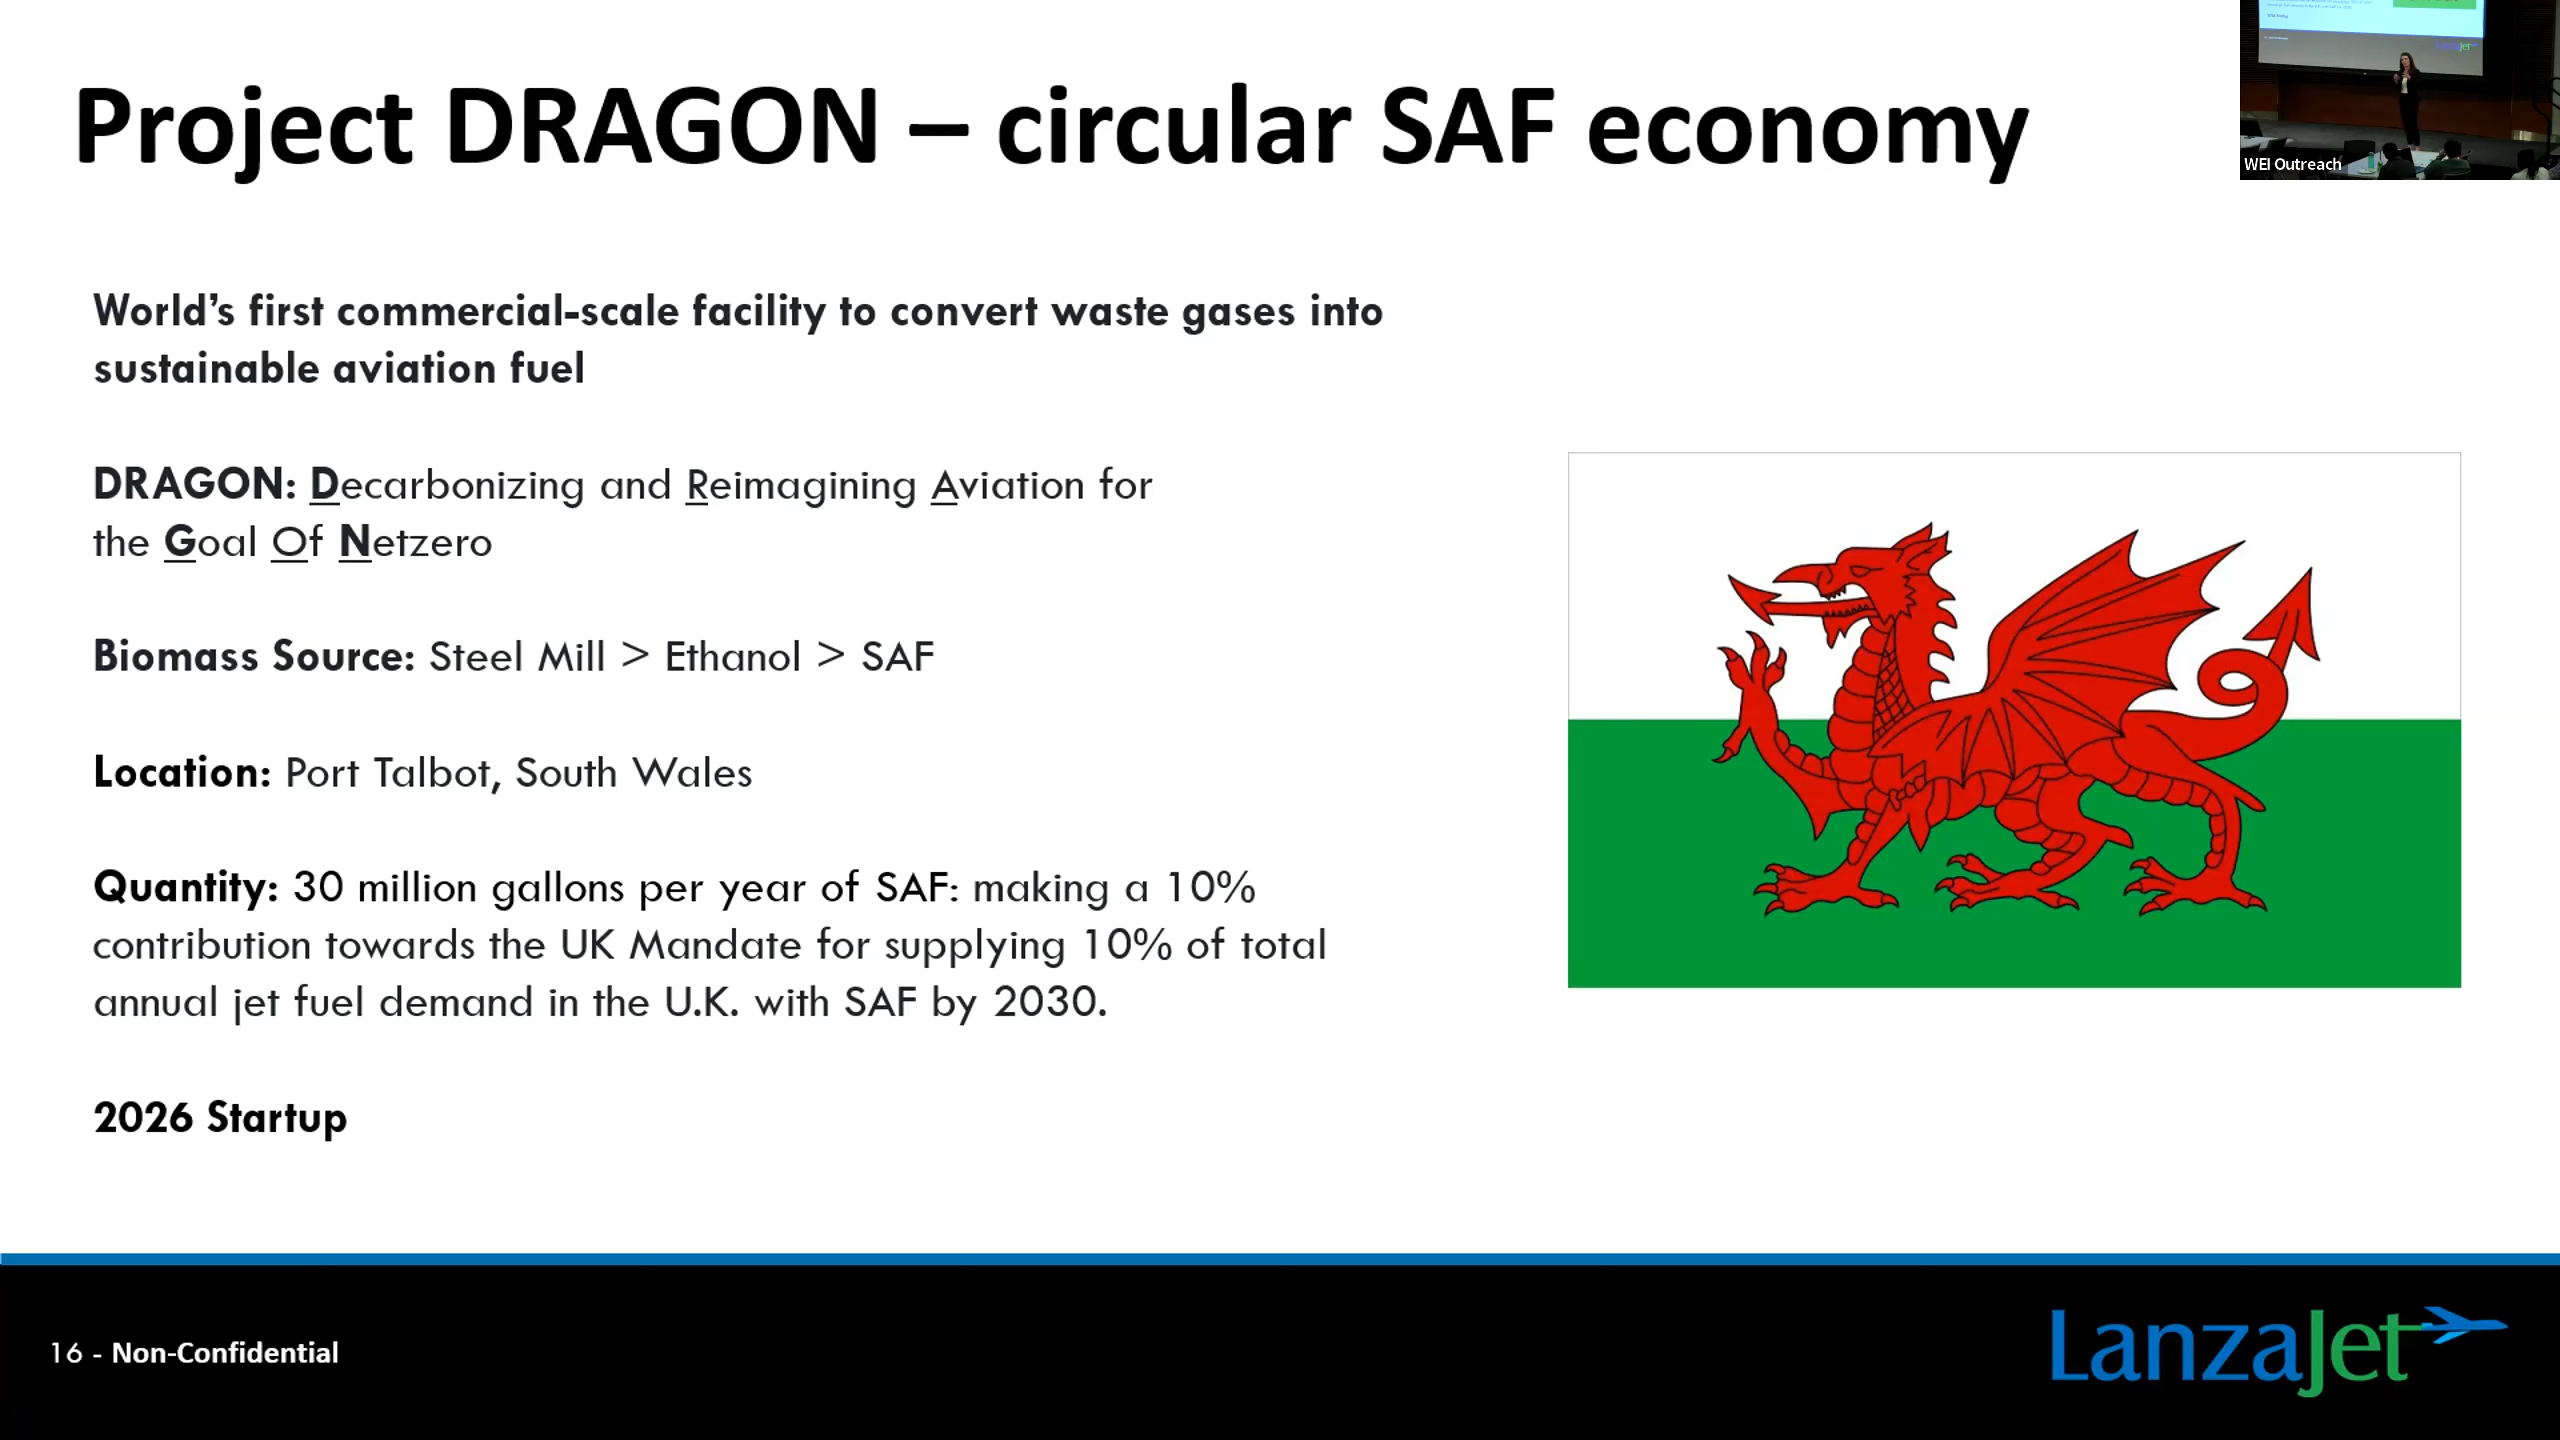 Project DRAGON – circular SAF economy
WEI Outreach
World’s first commercial-scale facility to convert waste gases into
sustainable aviation fuel
DRAGON: Decarbonizing and Reimagining Aviation for
the Goal Of Netzero
Biomass Source: Steel Mill > Ethanol > SAF
Location: Port Talbot, South Wales
Quantity: 30 million gallons per year of SAF: making a 10%
contribution towards the UK Mandate for supplying 10% of total
annual jet fuel demand in the U.K. with SAF by 2030.
2026 Startup
16 - Non-Confidential
LanzaJet